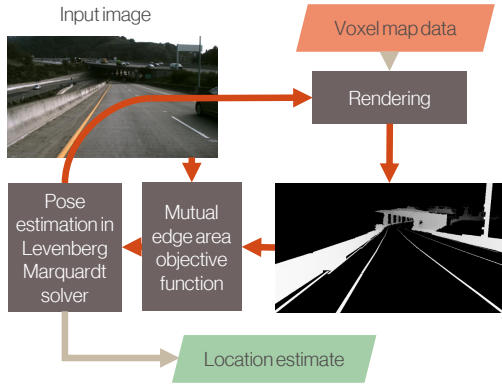 Input image
Voxel map data
Rendering
Pose
estimation in
Levenberg
Marquardt
solver
Mutual
edge area
objective
function
Location estimate